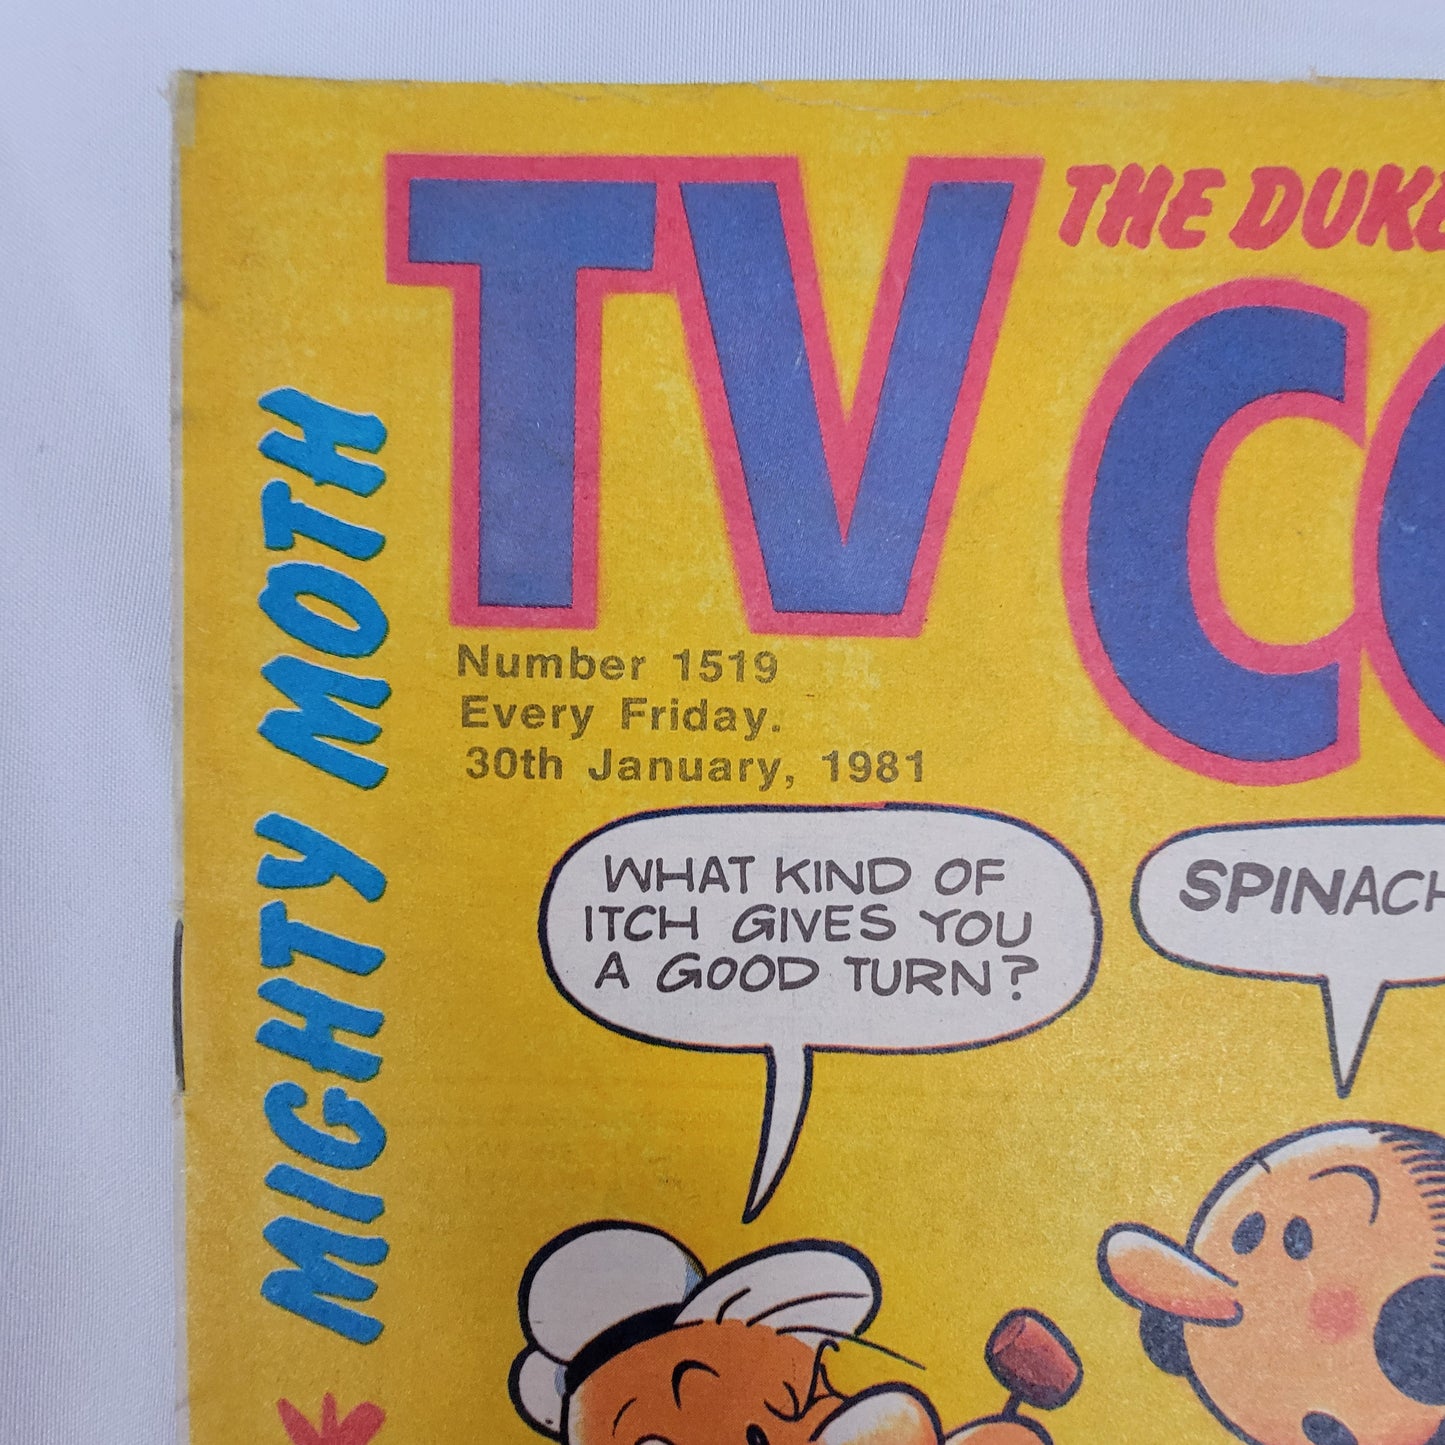 TV
THE DUKE
Number 1519
Every Friday.
30th January, 1981
WHAT KIND OF
ITCH GIVES YOU
A GOOD TURN?
SPINACH
MIGHTY MOTH